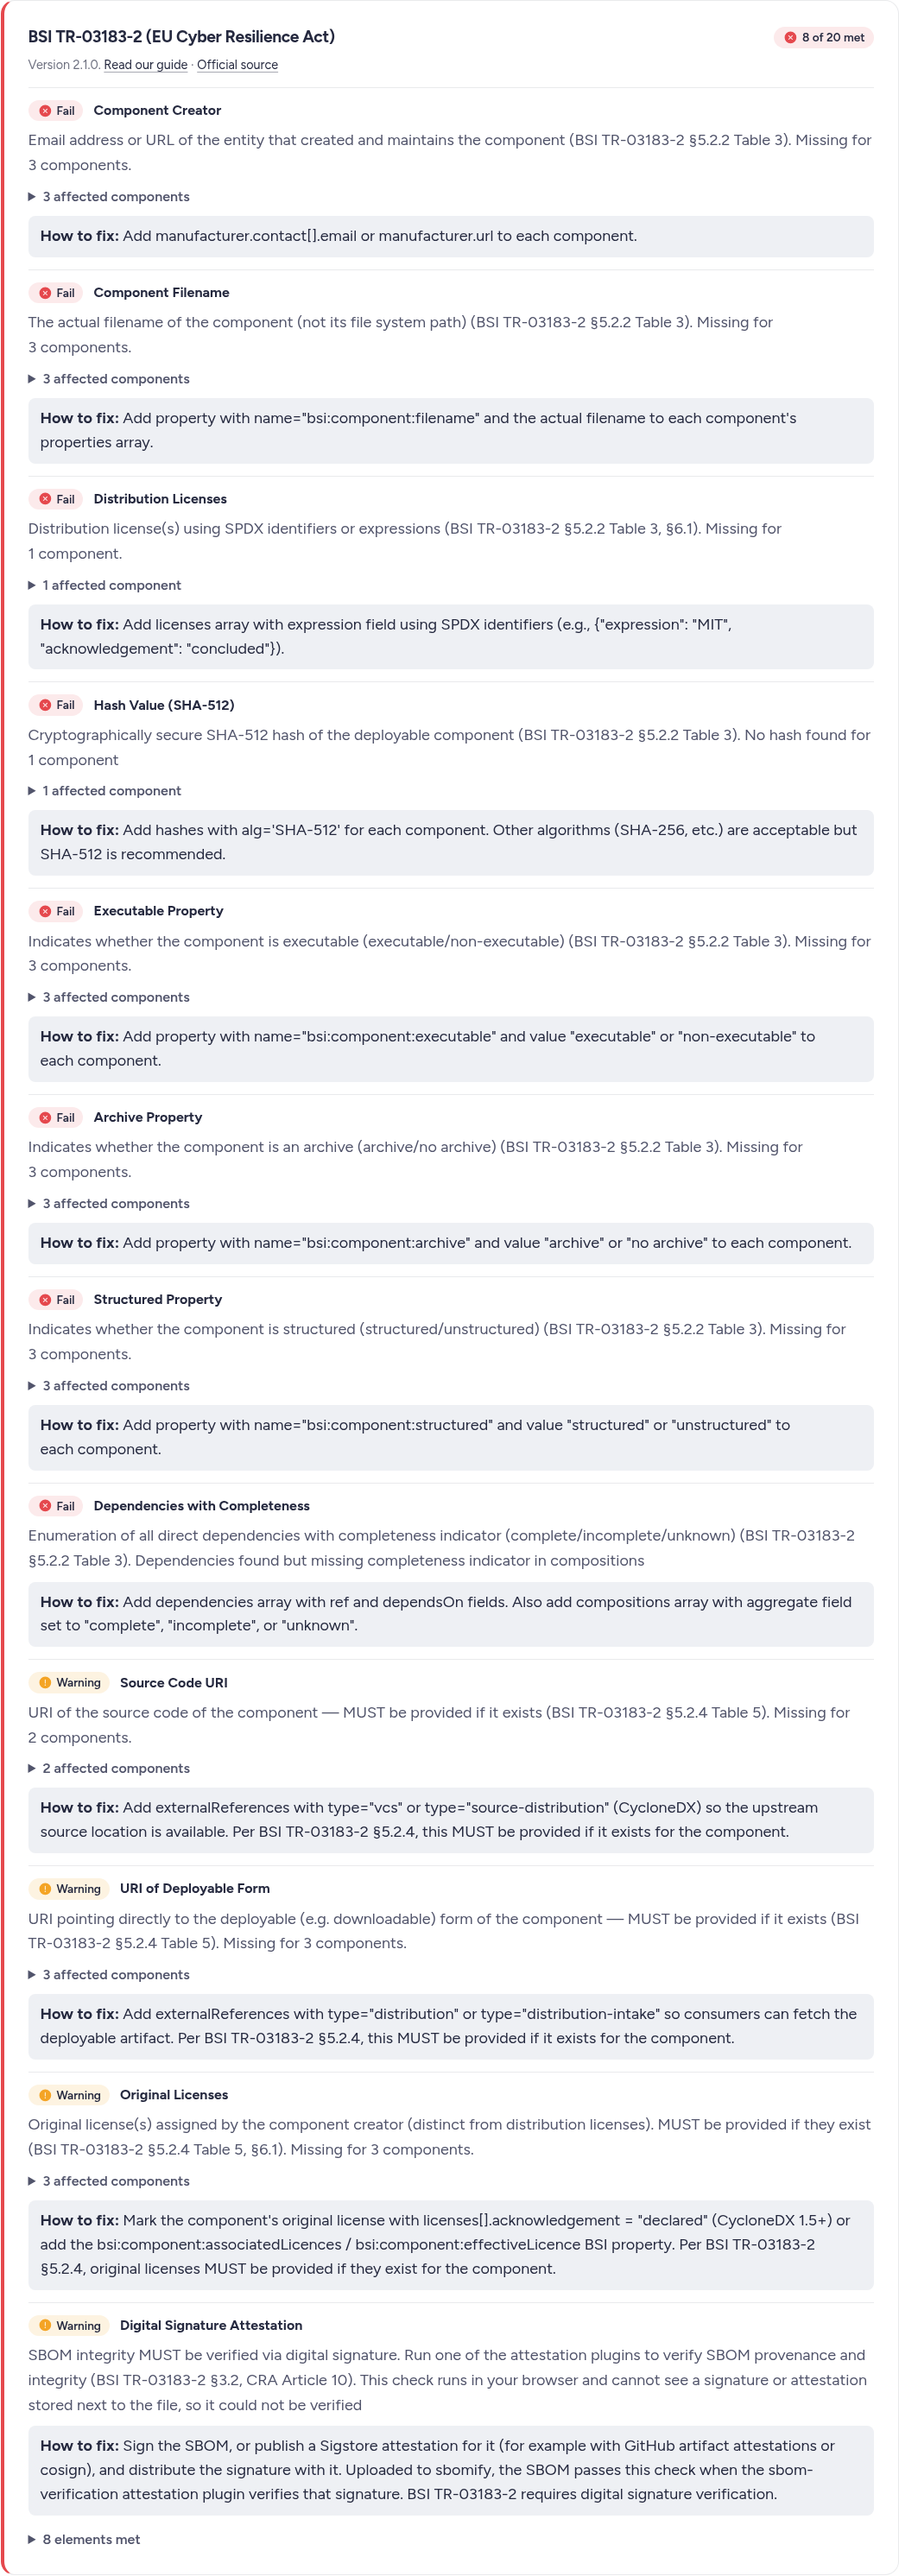 BSI TR-03183-2 (EU Cyber Resilience Act)
8 of 20 met
Version 2.1.0. Read our guide · Official source
Fail Component Creator
Email address or URL of the entity that created and maintains the component (BSI TR-03183-2 §5.2.2 Table 3). Missing for
3 components.
▶ 3 affected components
How to fix: Add manufacturer.contact[].email or manufacturer.url to each component.
Fail Component Filename
The actual filename of the component (not its file system path) (BSI TR-03183-2 §5.2.2 Table 3). Missing for
3 components.
▶ 3 affected components
How to fix: Add property with name="bsi:component:filename" and the actual filename to each component's
properties array.
Fail Distribution Licenses
Distribution license(s) using SPDX identifiers or expressions (BSI TR-03183-2 §5.2.2 Table 3, §6.1). Missing for
1 component.
▶ 1 affected component
How to fix: Add licenses array with expression field using SPDX identifiers (e.g., {"expression": "MIT",
"acknowledgement": "concluded"}).
Fail Hash Value (SHA-512)
Cryptographically secure SHA-512 hash of the deployable component (BSI TR-03183-2 §5.2.2 Table 3). No hash found for
1 component
▶ 1 affected component
How to fix: Add hashes with alg='SHA-512' for each component. Other algorithms (SHA-256, etc.) are acceptable but
SHA-512 is recommended.
Fail Executable Property
Indicates whether the component is executable (executable/non-executable) (BSI TR-03183-2 §5.2.2 Table 3). Missing for
3 components.
▶ 3 affected components
How to fix: Add property with name="bsi:component:executable" and value "executable" or "non-executable" to
each component.
Fail Archive Property
Indicates whether the component is an archive (archive/no archive) (BSI TR-03183-2 §5.2.2 Table 3). Missing for
3 components.
▶ 3 affected components
How to fix: Add property with name="bsi:component:archive" and value "archive" or "no archive" to each component.
Fail Structured Property
Indicates whether the component is structured (structured/unstructured) (BSI TR-03183-2 §5.2.2 Table 3). Missing for
3 components.
▶ 3 affected components
How to fix: Add property with name="bsi:component:structured" and value "structured" or "unstructured" to
each component.
Fail Dependencies with Completeness
Enumeration of all direct dependencies with completeness indicator (complete/incomplete/unknown) (BSI TR-03183-2
§5.2.2 Table 3). Dependencies found but missing completeness indicator in compositions
How to fix: Add dependencies array with ref and dependsOn fields. Also add compositions array with aggregate field
set to "complete", "incomplete", or "unknown".
Warning Source Code URI
URI of the source code of the component — MUST be provided if it exists (BSI TR-03183-2 §5.2.4 Table 5). Missing for
2 components.
▶ 2 affected components
How to fix: Add externalReferences with type="vcs" or type="source-distribution" (CycloneDX) so the upstream
source location is available. Per BSI TR-03183-2 §5.2.4, this MUST be provided if it exists for the component.
Warning URI of Deployable Form
URI pointing directly to the deployable (e.g. downloadable) form of the component — MUST be provided if it exists (BSI
TR-03183-2 §5.2.4 Table 5). Missing for 3 components.
▶ 3 affected components
How to fix: Add externalReferences with type="distribution" or type="distribution-intake" so consumers can fetch the
deployable artifact. Per BSI TR-03183-2 §5.2.4, this MUST be provided if it exists for the component.
Warning Original Licenses
Original license(s) assigned by the component creator (distinct from distribution licenses). MUST be provided if they exist
(BSI TR-03183-2 §5.2.4 Table 5, §6.1). Missing for 3 components.
▶ 3 affected components
How to fix: Mark the component's original license with licenses[].acknowledgement = "declared" (CycloneDX 1.5+) or
add the bsi:component:associatedLicences / bsi:component:effectiveLicence BSI property. Per BSI TR-03183-2
§5.2.4, original licenses MUST be provided if they exist for the component.
Warning Digital Signature Attestation
SBOM integrity MUST be verified via digital signature. Run one of the attestation plugins to verify SBOM provenance and
integrity (BSI TR-03183-2 §3.2, CRA Article 10). This check runs in your browser and cannot see a signature or attestation
stored next to the file, so it could not be verified
How to fix: Sign the SBOM, or publish a Sigstore attestation for it (for example with GitHub artifact attestations or
cosign), and distribute the signature with it. Uploaded to sbomify, the SBOM passes this check when the sbom-
verification attestation plugin verifies that signature. BSI TR-03183-2 requires digital signature verification.
▶ 8 elements met